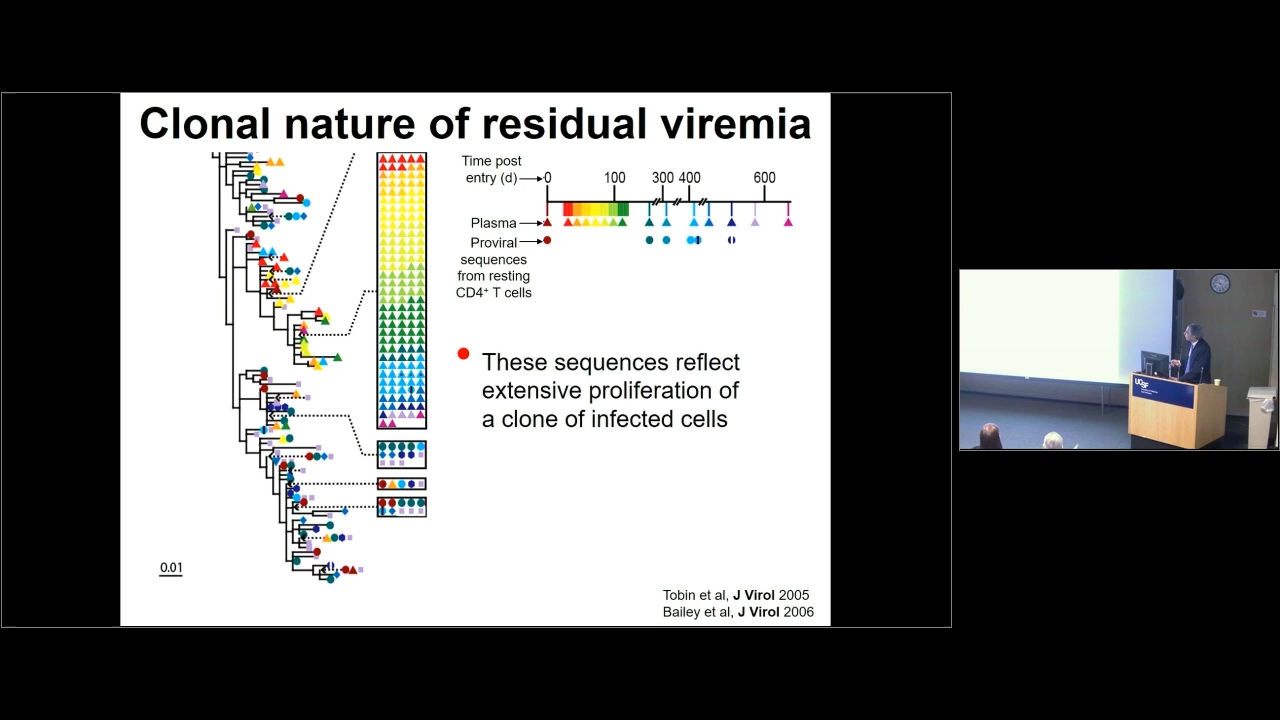 Clonal nature of residual viremia
Time post
entry (d)
0 100 300 400 600
Plasma
Proviral
sequences
from resting
CD4⁺ T cells
These sequences reflect
extensive proliferation of
a clone of infected cells
0.01
Tobin et al, J Virol 2005
Bailey et al, J Virol 2006
UCSF